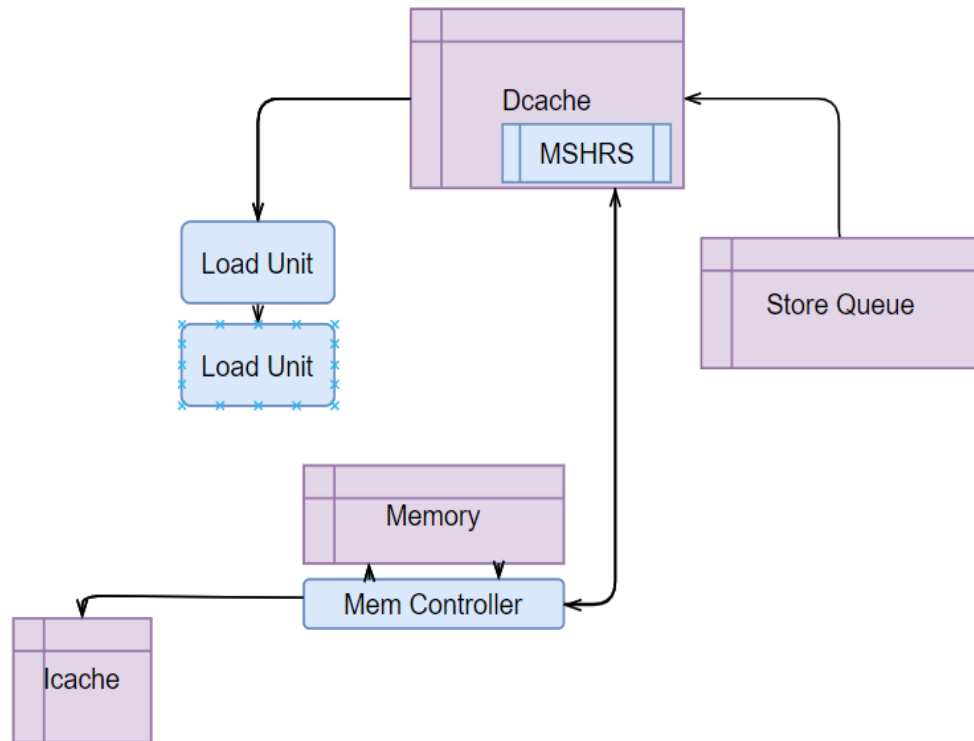 Dcache
MSHRS
Load Unit
Store Queue
Load Unit
Memory
Mem Controller
Icache